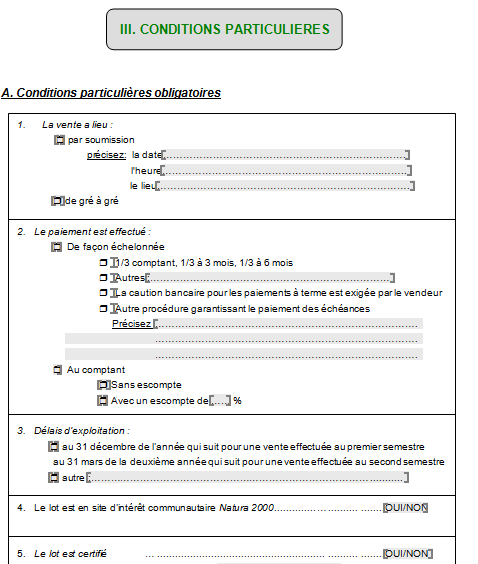 III. CONDITIONS PARTICULIERES
A. Conditions particulières obligatoires
1. La vente a lieu :
par soumission
précisez: la date[...]
l'heure[...]
le lieu[...]
de gré à gré
2. Le paiement est effectué :
De façon échelonnée
1/3 comptant, 1/3 à 3 mois, 1/3 à 6 mois
Autres[...]
La caution bancaire pour les paiements à terme est exigée par le vendeur
Autre procédure garantissant le paiement des échéances
Précisez [...]
Au comptant
Sans escompte
Avec un escompte de[....] %
3. Délais d'exploitation :
au 31 décembre de l'année qui suit pour une vente effectuée au premier semestre
au 31 mars de la deuxième année qui suit pour une vente effectuée au second semestre
autre [...]
4. Le lot est en site d'intérêt communautaire Natura 2000...[OUI/NON]
5. Le lot est certifié ...[OUI/NON]